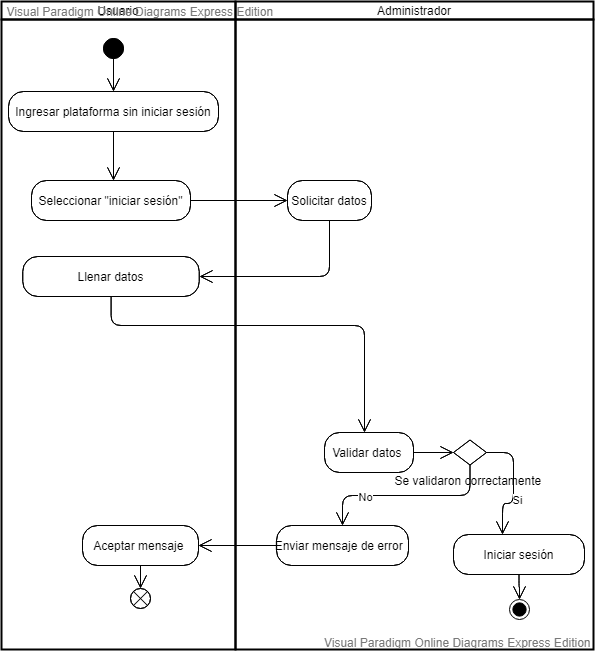 Visual Paradigm Online Diagrams Express Edition
Usuario
Administrador
Ingresar plataforma sin iniciar sesión
Seleccionar "iniciar sesión"
Solicitar datos
Llenar datos
Validar datos
Se validaron correctamente
No
Si
Aceptar mensaje
Enviar mensaje de error
Iniciar sesión
Visual Paradigm Online Diagrams Express Edition